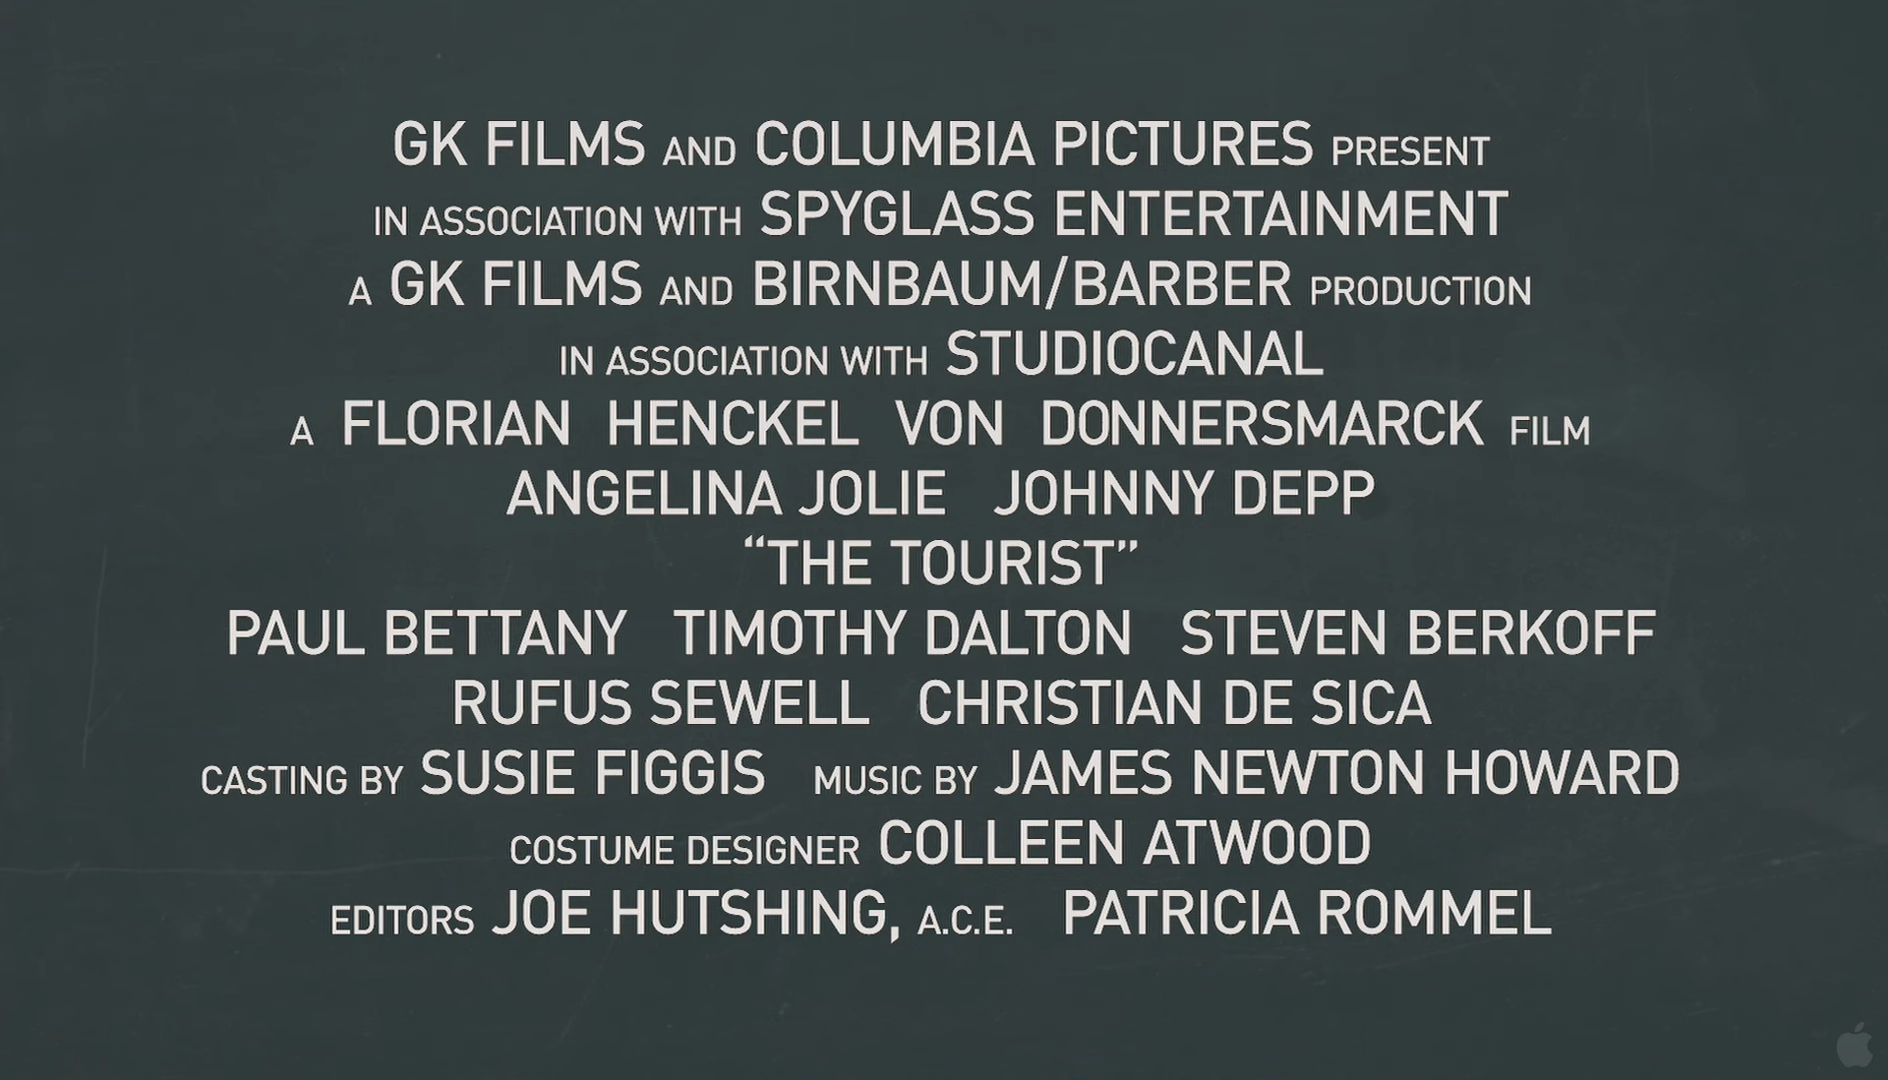 GK FILMS AND COLUMBIA PICTURES PRESENT
IN ASSOCIATION WITH SPYGLASS ENTERTAINMENT
A GK FILMS AND BIRNBAUM/BARBER PRODUCTION
IN ASSOCIATION WITH STUDIOCANAL
A FLORIAN HENCKEL VON DONNERSMARCK FILM
ANGELINA JOLIE JOHNNY DEPP
“THE TOURIST”
PAUL BETTANY TIMOTHY DALTON STEVEN BERKOFF
RUFUS SEWELL CHRISTIAN DE SICA
CASTING BY SUSIE FIGGIS MUSIC BY JAMES NEWTON HOWARD
COSTUME DESIGNER COLLEEN ATWOOD
EDITORS JOE HUTSHING, A.C.E. PATRICIA ROMMEL